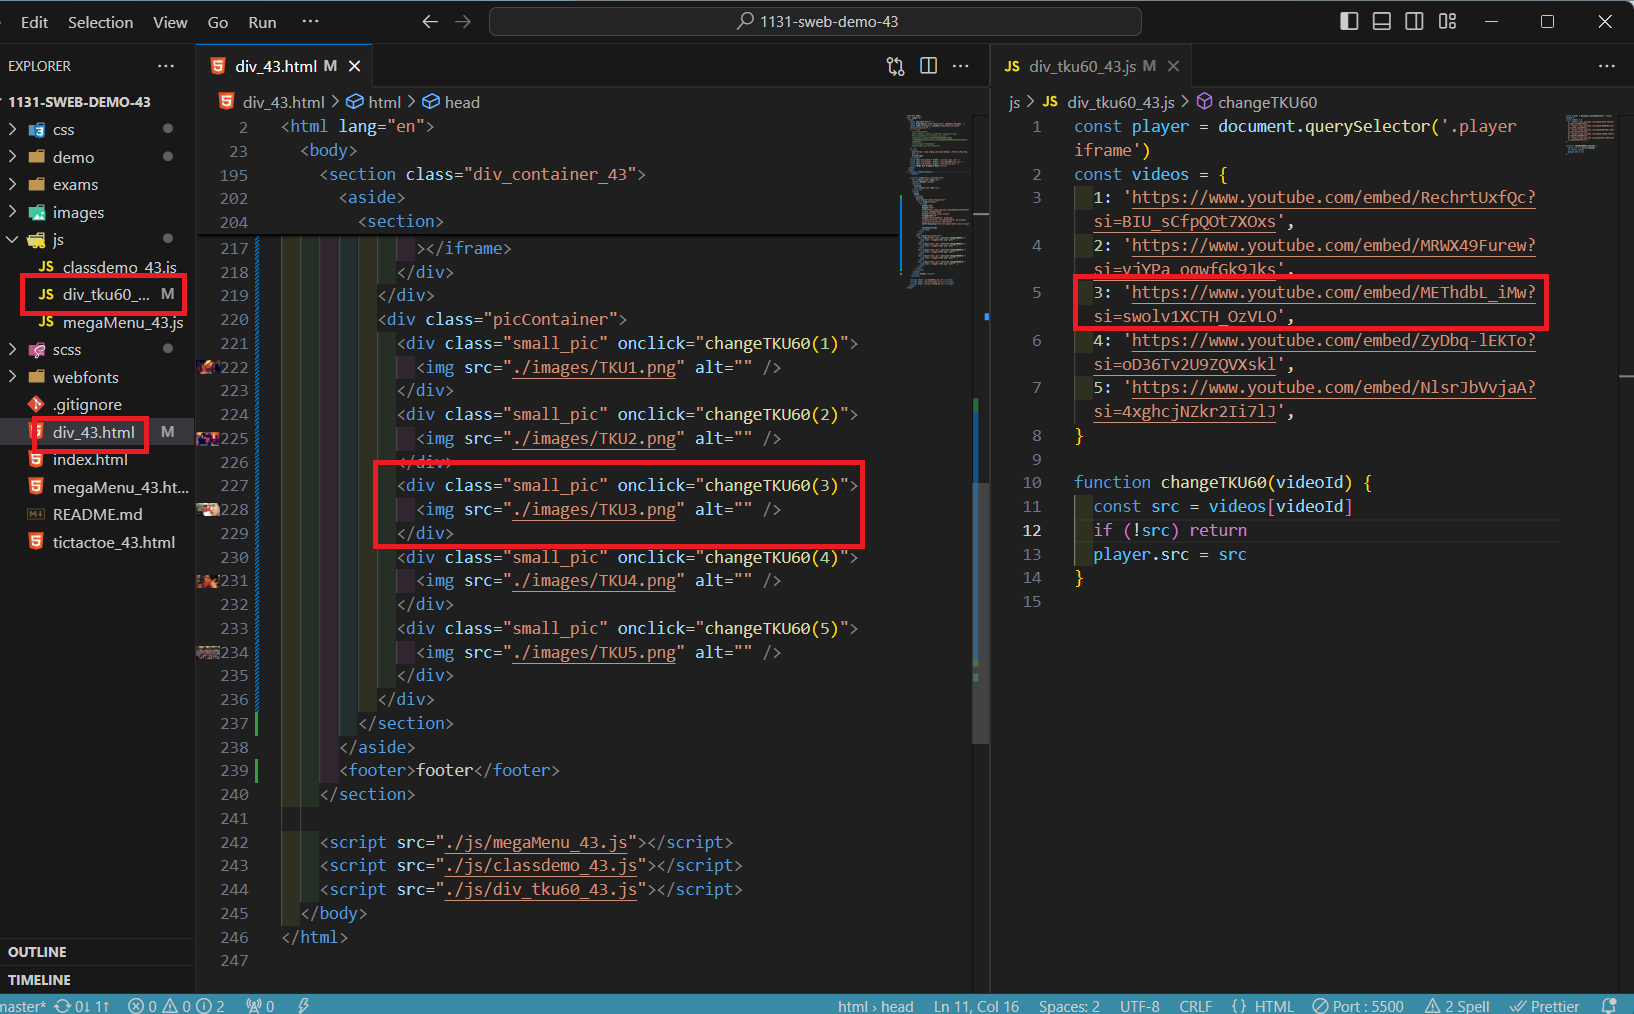 Edit Selection View Go Run ··· 1131-sweb-demo-43
EXPLORER ···
1131-SWEB-DEMO-43
css
demo
exams
images
js
classdemo_43.js
div_tku60_... M
megaMenu_43.js
scss
webfonts
.gitignore
div_43.html M
index.html
megaMenu_43.ht...
README.md
tictactoe_43.html
OUTLINE
TIMELINE
div_43.html M
div_43.html > html > head
2 <html lang="en">
23 <body>
195 <section class="div_container_43">
202 <aside>
204 <section>
217 ></iframe>
218 </div>
219 </div>
220 <div class="picContainer">
221 <div class="small_pic" onclick="changeTKU60(1)">
222 <img src="./images/TKU1.png" alt="" />
223 </div>
224 <div class="small_pic" onclick="changeTKU60(2)">
225 <img src="./images/TKU2.png" alt="" />
226 </div>
227 <div class="small_pic" onclick="changeTKU60(3)">
228 <img src="./images/TKU3.png" alt="" />
229 </div>
230 <div class="small_pic" onclick="changeTKU60(4)">
231 <img src="./images/TKU4.png" alt="" />
232 </div>
233 <div class="small_pic" onclick="changeTKU60(5)">
234 <img src="./images/TKU5.png" alt="" />
235 </div>
236 </div>
237 </section>
238 </aside>
239 <footer>footer</footer>
240 </section>
241
242 <script src="./js/megaMenu_43.js"></script>
243 <script src="./js/classdemo_43.js"></script>
244 <script src="./js/div_tku60_43.js"></script>
245 </body>
246 </html>
247
JS div_tku60_43.js M
js > JS div_tku60_43.js > changeTKU60
1 const player = document.querySelector('.player
iframe')
2 const videos = {
3 1: 'https://www.youtube.com/embed/RechrtUxfQc?
si=BIU_sCfpQOt7XOxs',
4 2: 'https://www.youtube.com/embed/MRWX49Furew?
si=vjYPa_oqwfGk9Jks',
5 3: 'https://www.youtube.com/embed/METhdbL_iMw?
si=swolv1XCTH_OzVLO',
6 4: 'https://www.youtube.com/embed/ZyDbq-lEKTo?
si=oD36Tv2U9ZQVXskl',
7 5: 'https://www.youtube.com/embed/NlsrJbVvjaA?
si=4xghcjNZkr2Ii7lJ',
8 }
9
10 function changeTKU60(videoId) {
11 const src = videos[videoId]
12 if (!src) return
13 player.src = src
14 }
15
master* 0↓ 1↑ 0 0 2 0 html › head Ln 11, Col 16 Spaces: 2 UTF-8 CRLF {} HTML Port : 5500 2 Spell Prettier